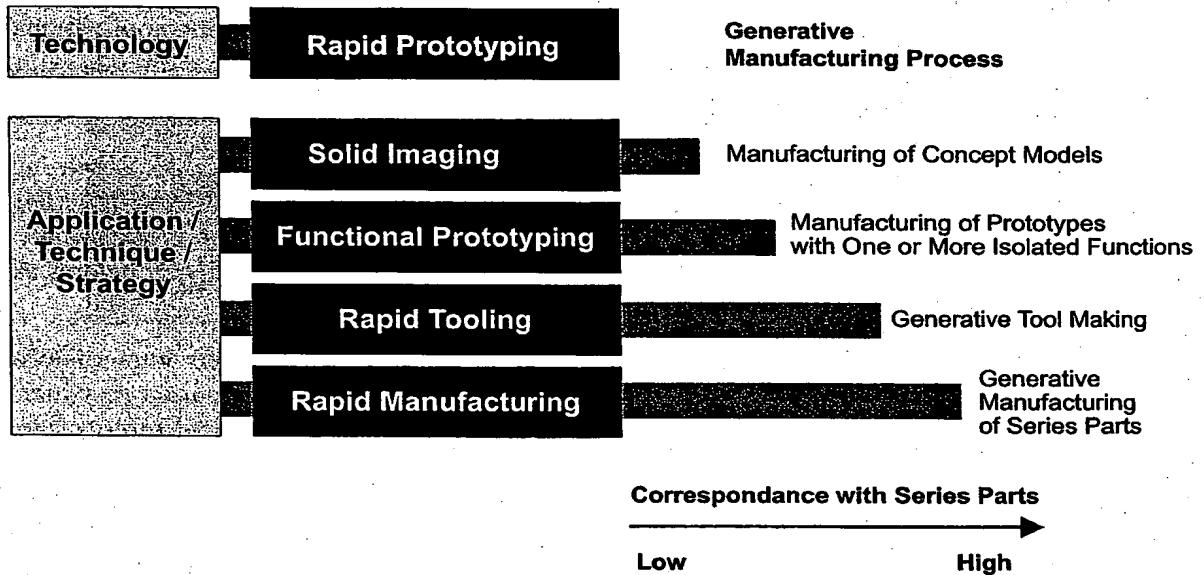 Technology
Rapid Prototyping
Generative
Manufacturing Process
Application /
Technique /
Strategy
Solid Imaging
Manufacturing of Concept Models
Functional Prototyping
Manufacturing of Prototypes
with One or More Isolated Functions
Rapid Tooling
Generative Tool Making
Rapid Manufacturing
Generative
Manufacturing
of Series Parts
Correspondance with Series Parts
Low
High